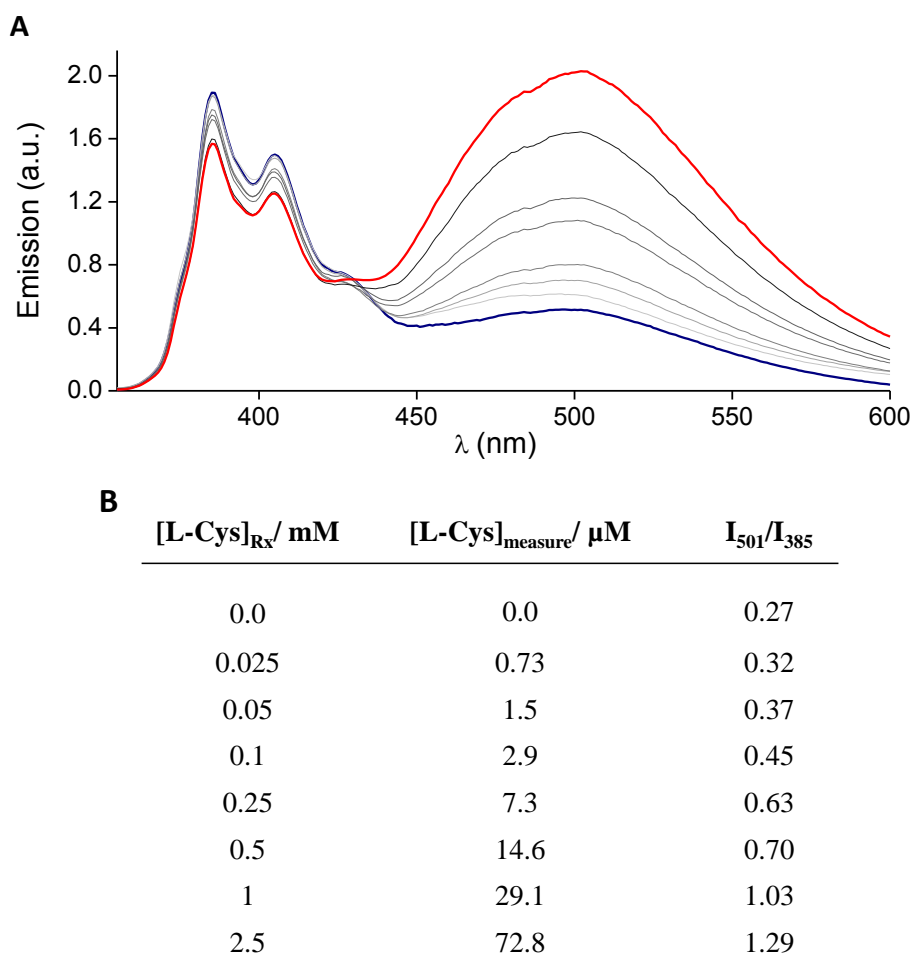 A
Emission (a.u.)
2.0
1.6
1.2
0.8
0.4
0.0
400 450 500 550 600
λ (nm)
B
[L-Cys]Rx/ mM [L-Cys]measure/ μM I501/I385
0.0 0.0 0.27
0.025 0.73 0.32
0.05 1.5 0.37
0.1 2.9 0.45
0.25 7.3 0.63
0.5 14.6 0.70
1 29.1 1.03
2.5 72.8 1.29